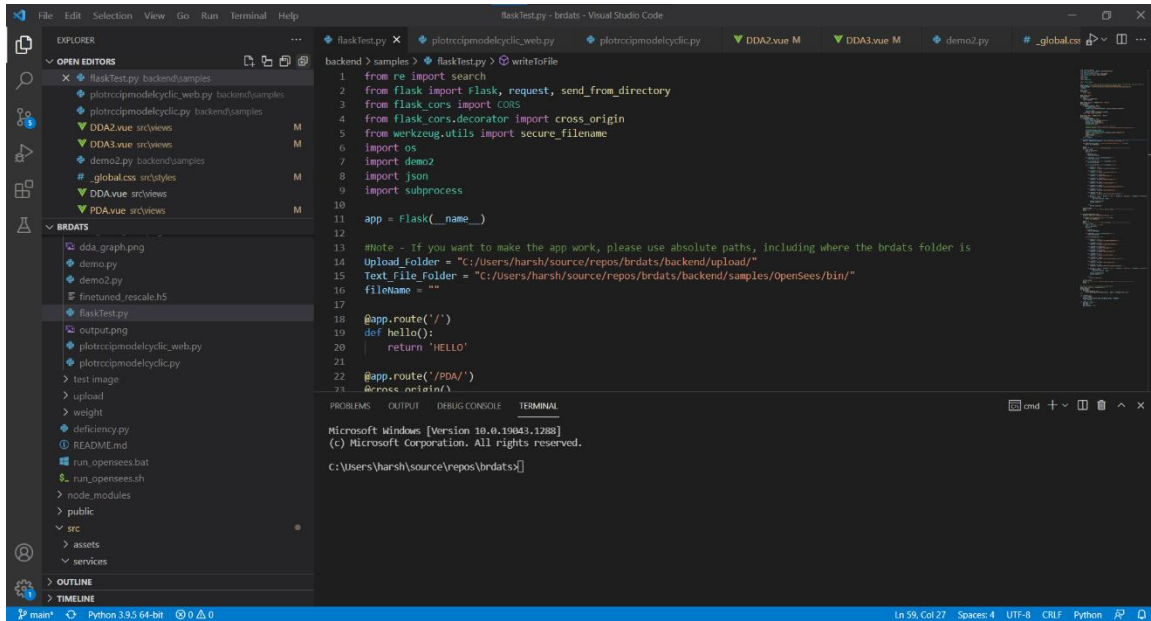 File Edit Selection View Go Run Terminal Help
flaskTest.py - brdats - Visual Studio Code
EXPLORER
OPEN EDITORS
flaskTest.py backend\samples
plotrccipmodelcyclic_web.py backend\samples
plotrccipmodelcyclic.py backend\samples
DDA2.vue src\views M
DDA3.vue src\views M
demo2.py backend\samples
_global.css src\styles M
DDA.vue src\views
PDA.vue src\views M
BRDATS
dda_graph.png
demo.py
demo2.py
finetuned_rescale.h5
flaskTest.py
output.png
plotrccipmodelcyclic_web.py
plotrccipmodelcyclic.py
test image
upload
weight
deficiency.py
README.md
run_opensees.bat
run_opensees.sh
node_modules
public
src
assets
services
OUTLINE
TIMELINE
flaskTest.py plotrccipmodelcyclic_web.py plotrccipmodelcyclic.py DDA2.vue M DDA3.vue M demo2.py # _global.css
backend > samples > flaskTest.py > writeToFile
1 from re import search
2 from flask import Flask, request, send_from_directory
3 from flask_cors import CORS
4 from flask_cors.decorator import cross_origin
5 from werkzeug.utils import secure_filename
6 import os
7 import demo2
8 import json
9 import subprocess
10
11 app = Flask(__name__)
12
13 #Note - If you want to make the app work, please use absolute paths, including where the brdats folder is
14 Upload_Folder = "C:/Users/harsh/source/repos/brdats/backend/upload/"
15 Text_File_Folder = "C:/Users/harsh/source/repos/brdats/backend/samples/OpenSees/bin/"
16 fileName = ""
17
18 @app.route('/')
19 def hello():
20 return 'HELLO'
21
22 @app.route('/PDA/')
23 @cross_origin()
PROBLEMS OUTPUT DEBUG CONSOLE TERMINAL
cmd
Microsoft Windows [Version 10.0.19043.1288]
(c) Microsoft Corporation. All rights reserved.
C:\Users\harsh\source\repos\brdats>
main* Python 3.9.5 64-bit 0 0 Ln 59, Col 27 Spaces: 4 UTF-8 CRLF Python